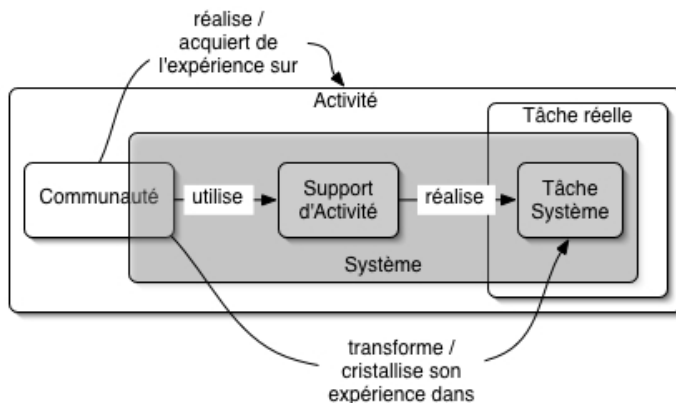 réalise /
acquiert de
l'expérience sur
Activité
Tâche réelle
Communauté
utilise
Support
d'Activité
réalise
Tâche
Système
Système
transforme /
cristallise son
expérience dans